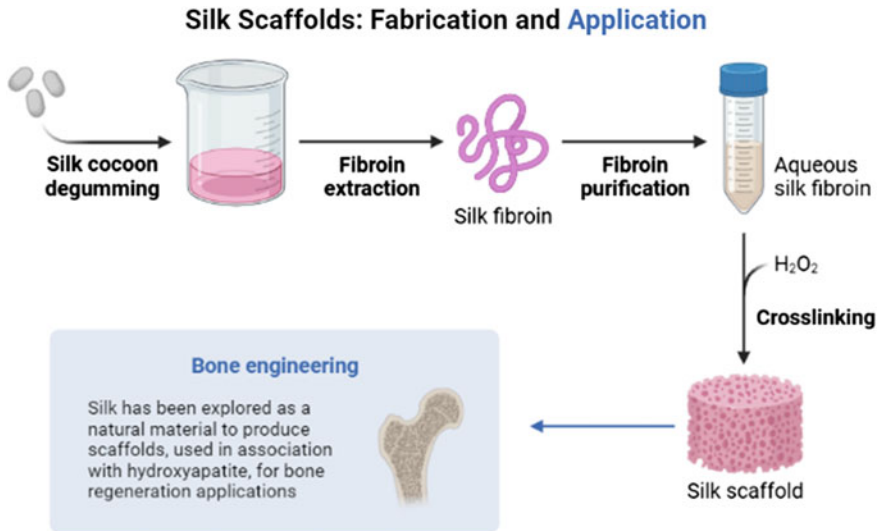 Silk Scaffolds: Fabrication and Application
Silk cocoon
degumming
Fibroin
extraction
Silk fibroin
Fibroin
purification
Aqueous
silk fibroin
H₂O₂
Crosslinking
Silk scaffold
Bone engineering
Silk has been explored as a
natural material to produce
scaffolds, used in association
with hydroxyapatite, for bone
regeneration applications